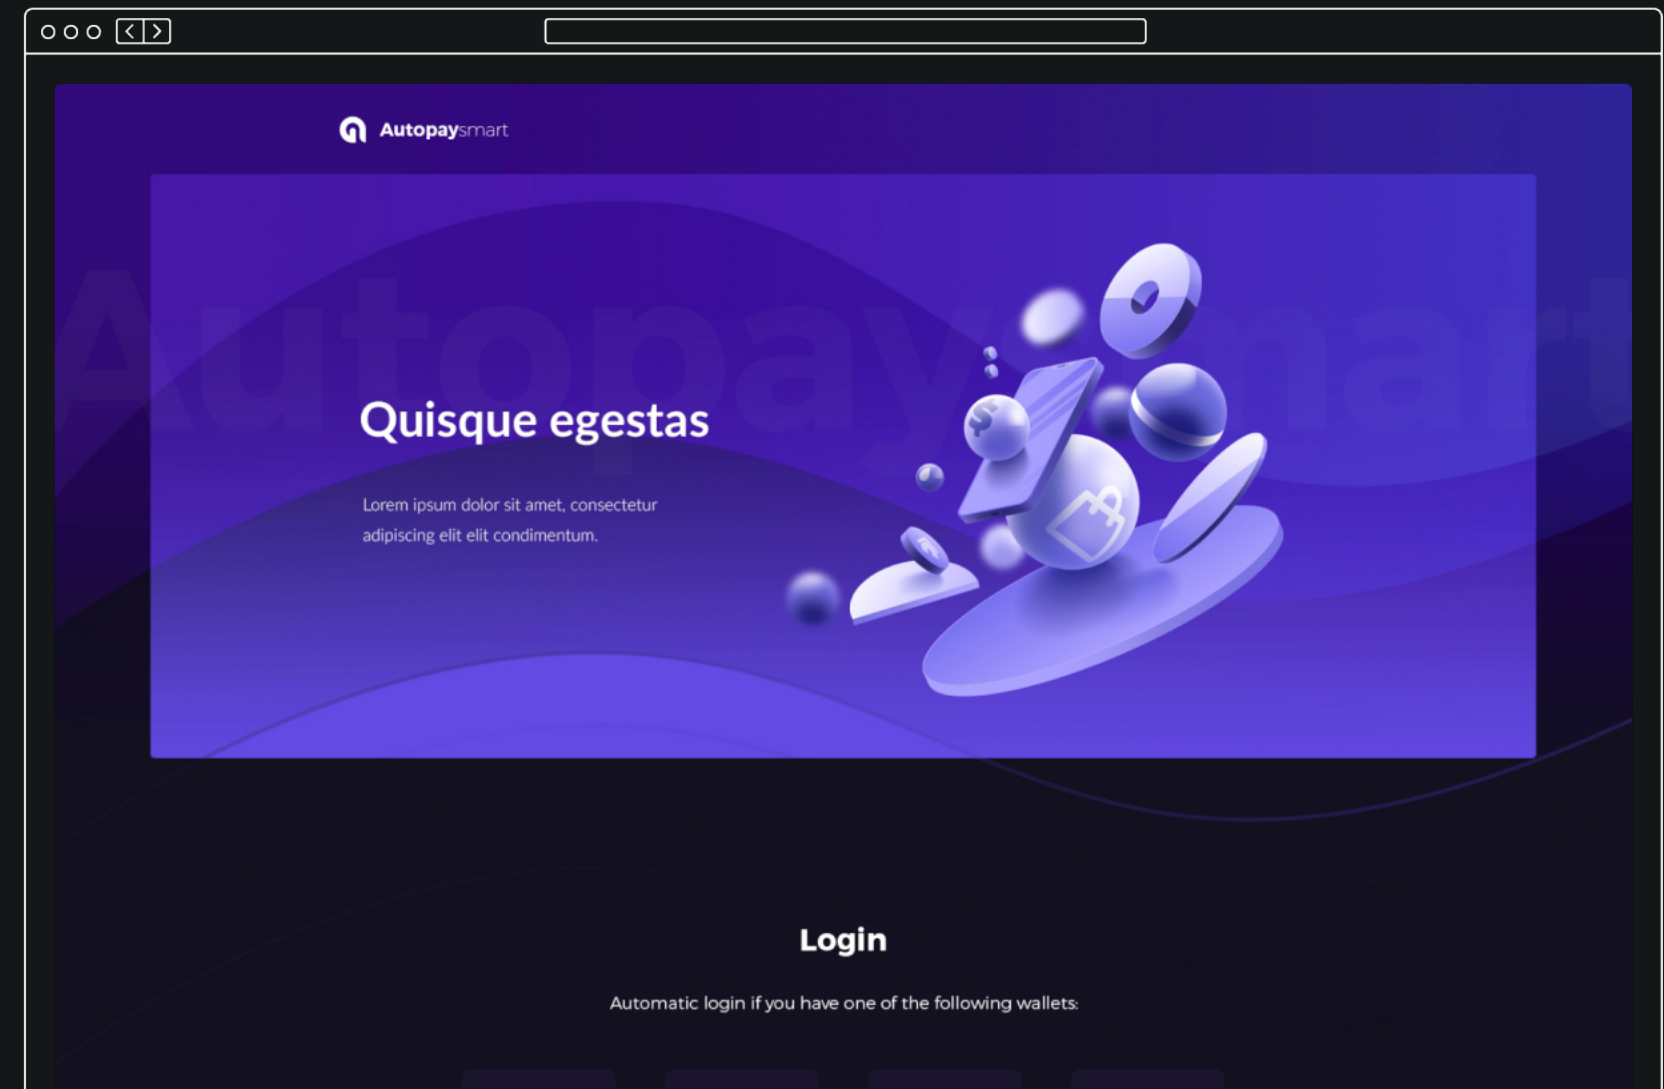 Autopaysmart
Autopaysmart
Quisque egestas
Lorem ipsum dolor sit amet, consectetur
adipiscing elit elit condimentum.
$
Login
Automatic login if you have one of the following wallets: